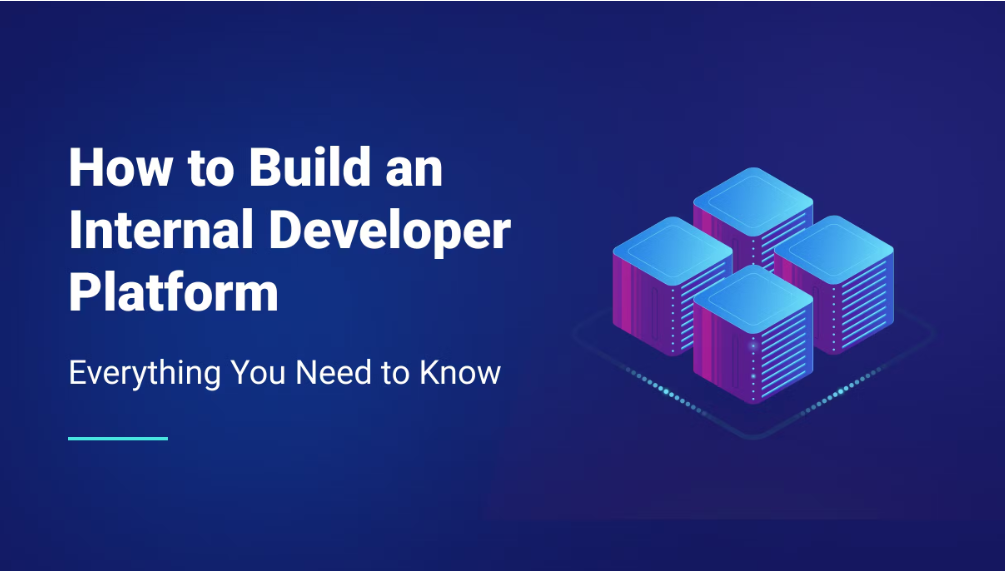 How to Build an
Internal Developer
Platform
Everything You Need to Know